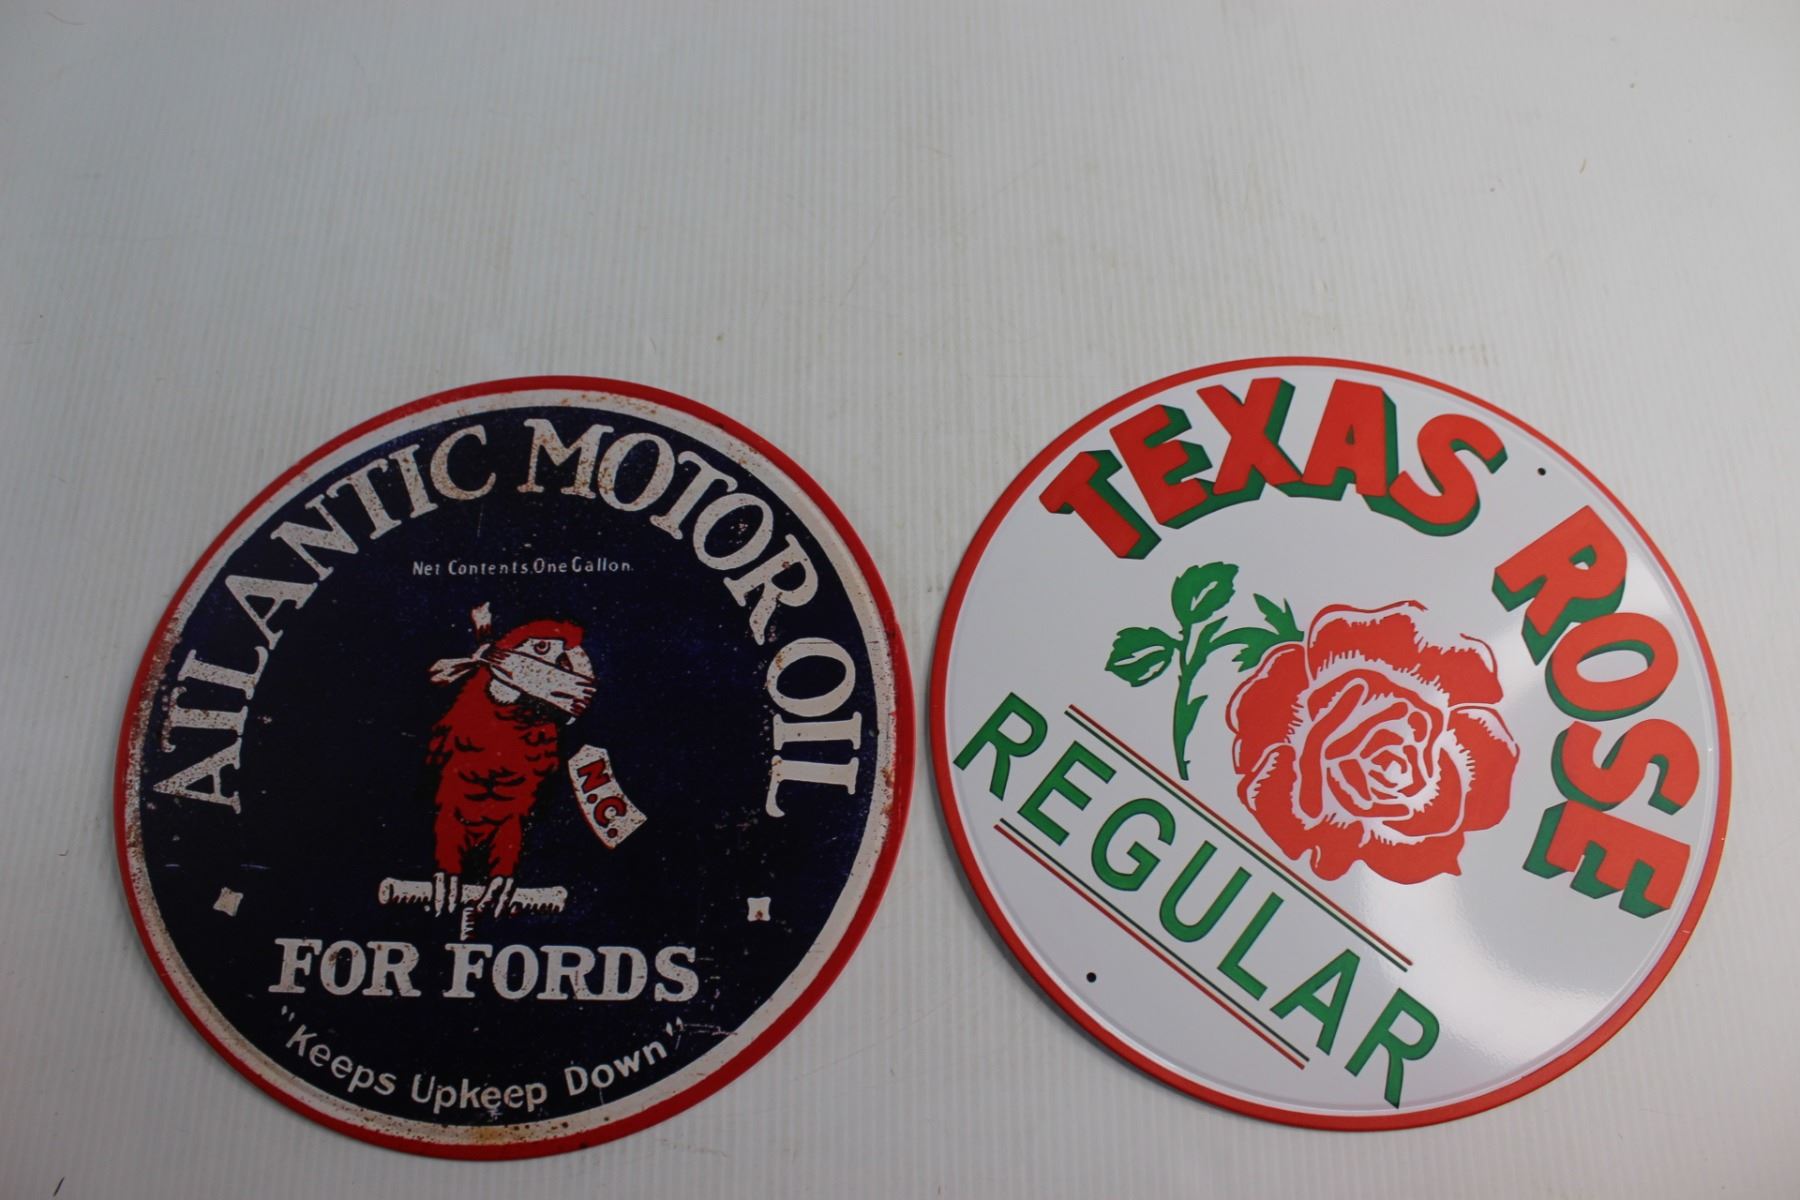 ATLANTIC MOTOR OIL
Net Contents.One Gallon.
N.C.
FOR FORDS
"Keeps Upkeep Down"
TEXAS ROSE
REGULAR